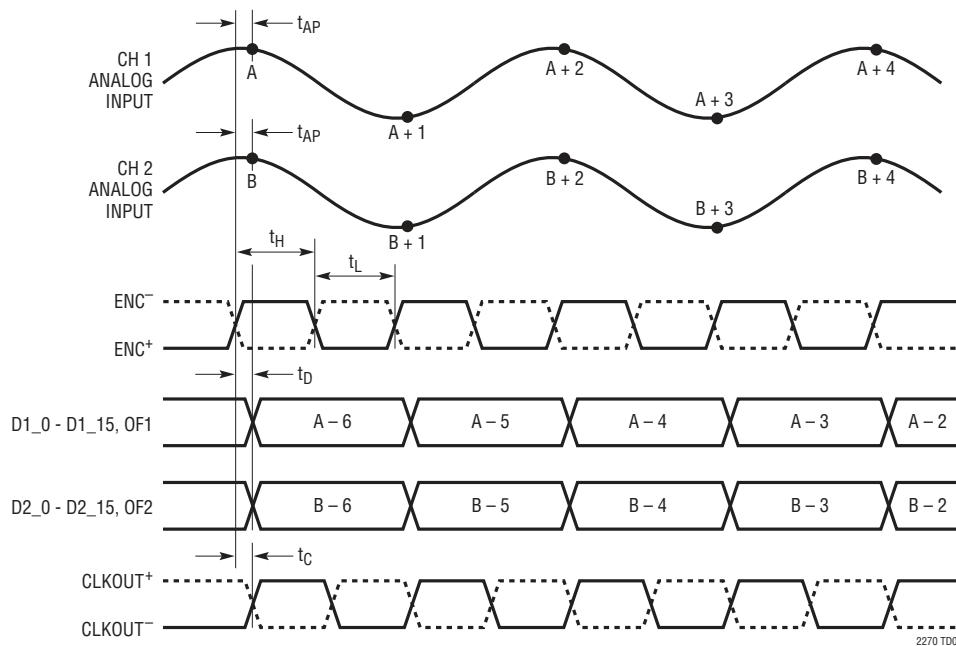 tAP
CH 1
ANALOG
INPUT
A
A + 1
A + 2
A + 3
A + 4
tAP
CH 2
ANALOG
INPUT
B
B + 1
B + 2
B + 3
B + 4
tH
tL
ENC–
ENC+
tD
D1_0 - D1_15, OF1
A – 6
A – 5
A – 4
A – 3
A – 2
D2_0 - D2_15, OF2
B – 6
B – 5
B – 4
B – 3
B – 2
tC
CLKOUT+
CLKOUT–